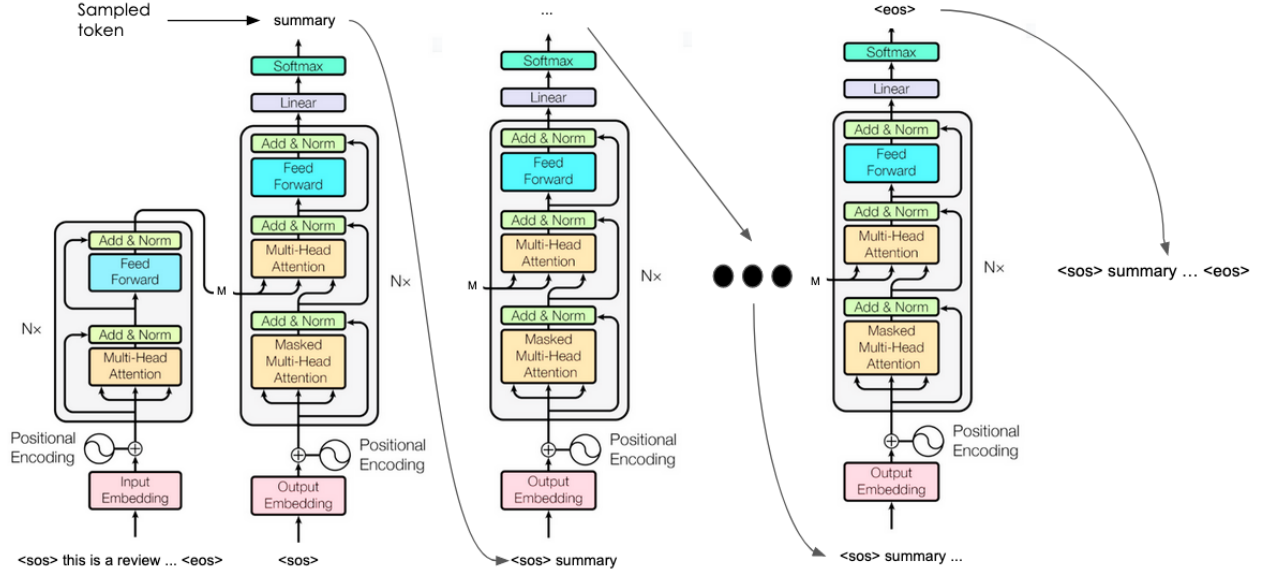 Sampled
token
summary
Softmax
Linear
Add & Norm
Feed
Forward
Add & Norm
Multi-Head
Attention
M
N×
Add & Norm
Masked
Multi-Head
Attention
Positional
Encoding
Output
Embedding
<sos>
Add & Norm
Feed
Forward
N×
Add & Norm
Multi-Head
Attention
Positional
Encoding
Input
Embedding
<sos> this is a review ... <eos>
...
Softmax
Linear
Add & Norm
Feed
Forward
Add & Norm
Multi-Head
Attention
M
N×
Add & Norm
Masked
Multi-Head
Attention
Positional
Encoding
Output
Embedding
<sos> summary
<eos>
Softmax
Linear
Add & Norm
Feed
Forward
Add & Norm
Multi-Head
Attention
M
N×
Add & Norm
Masked
Multi-Head
Attention
Positional
Encoding
Output
Embedding
<sos> summary ...
<sos> summary ... <eos>